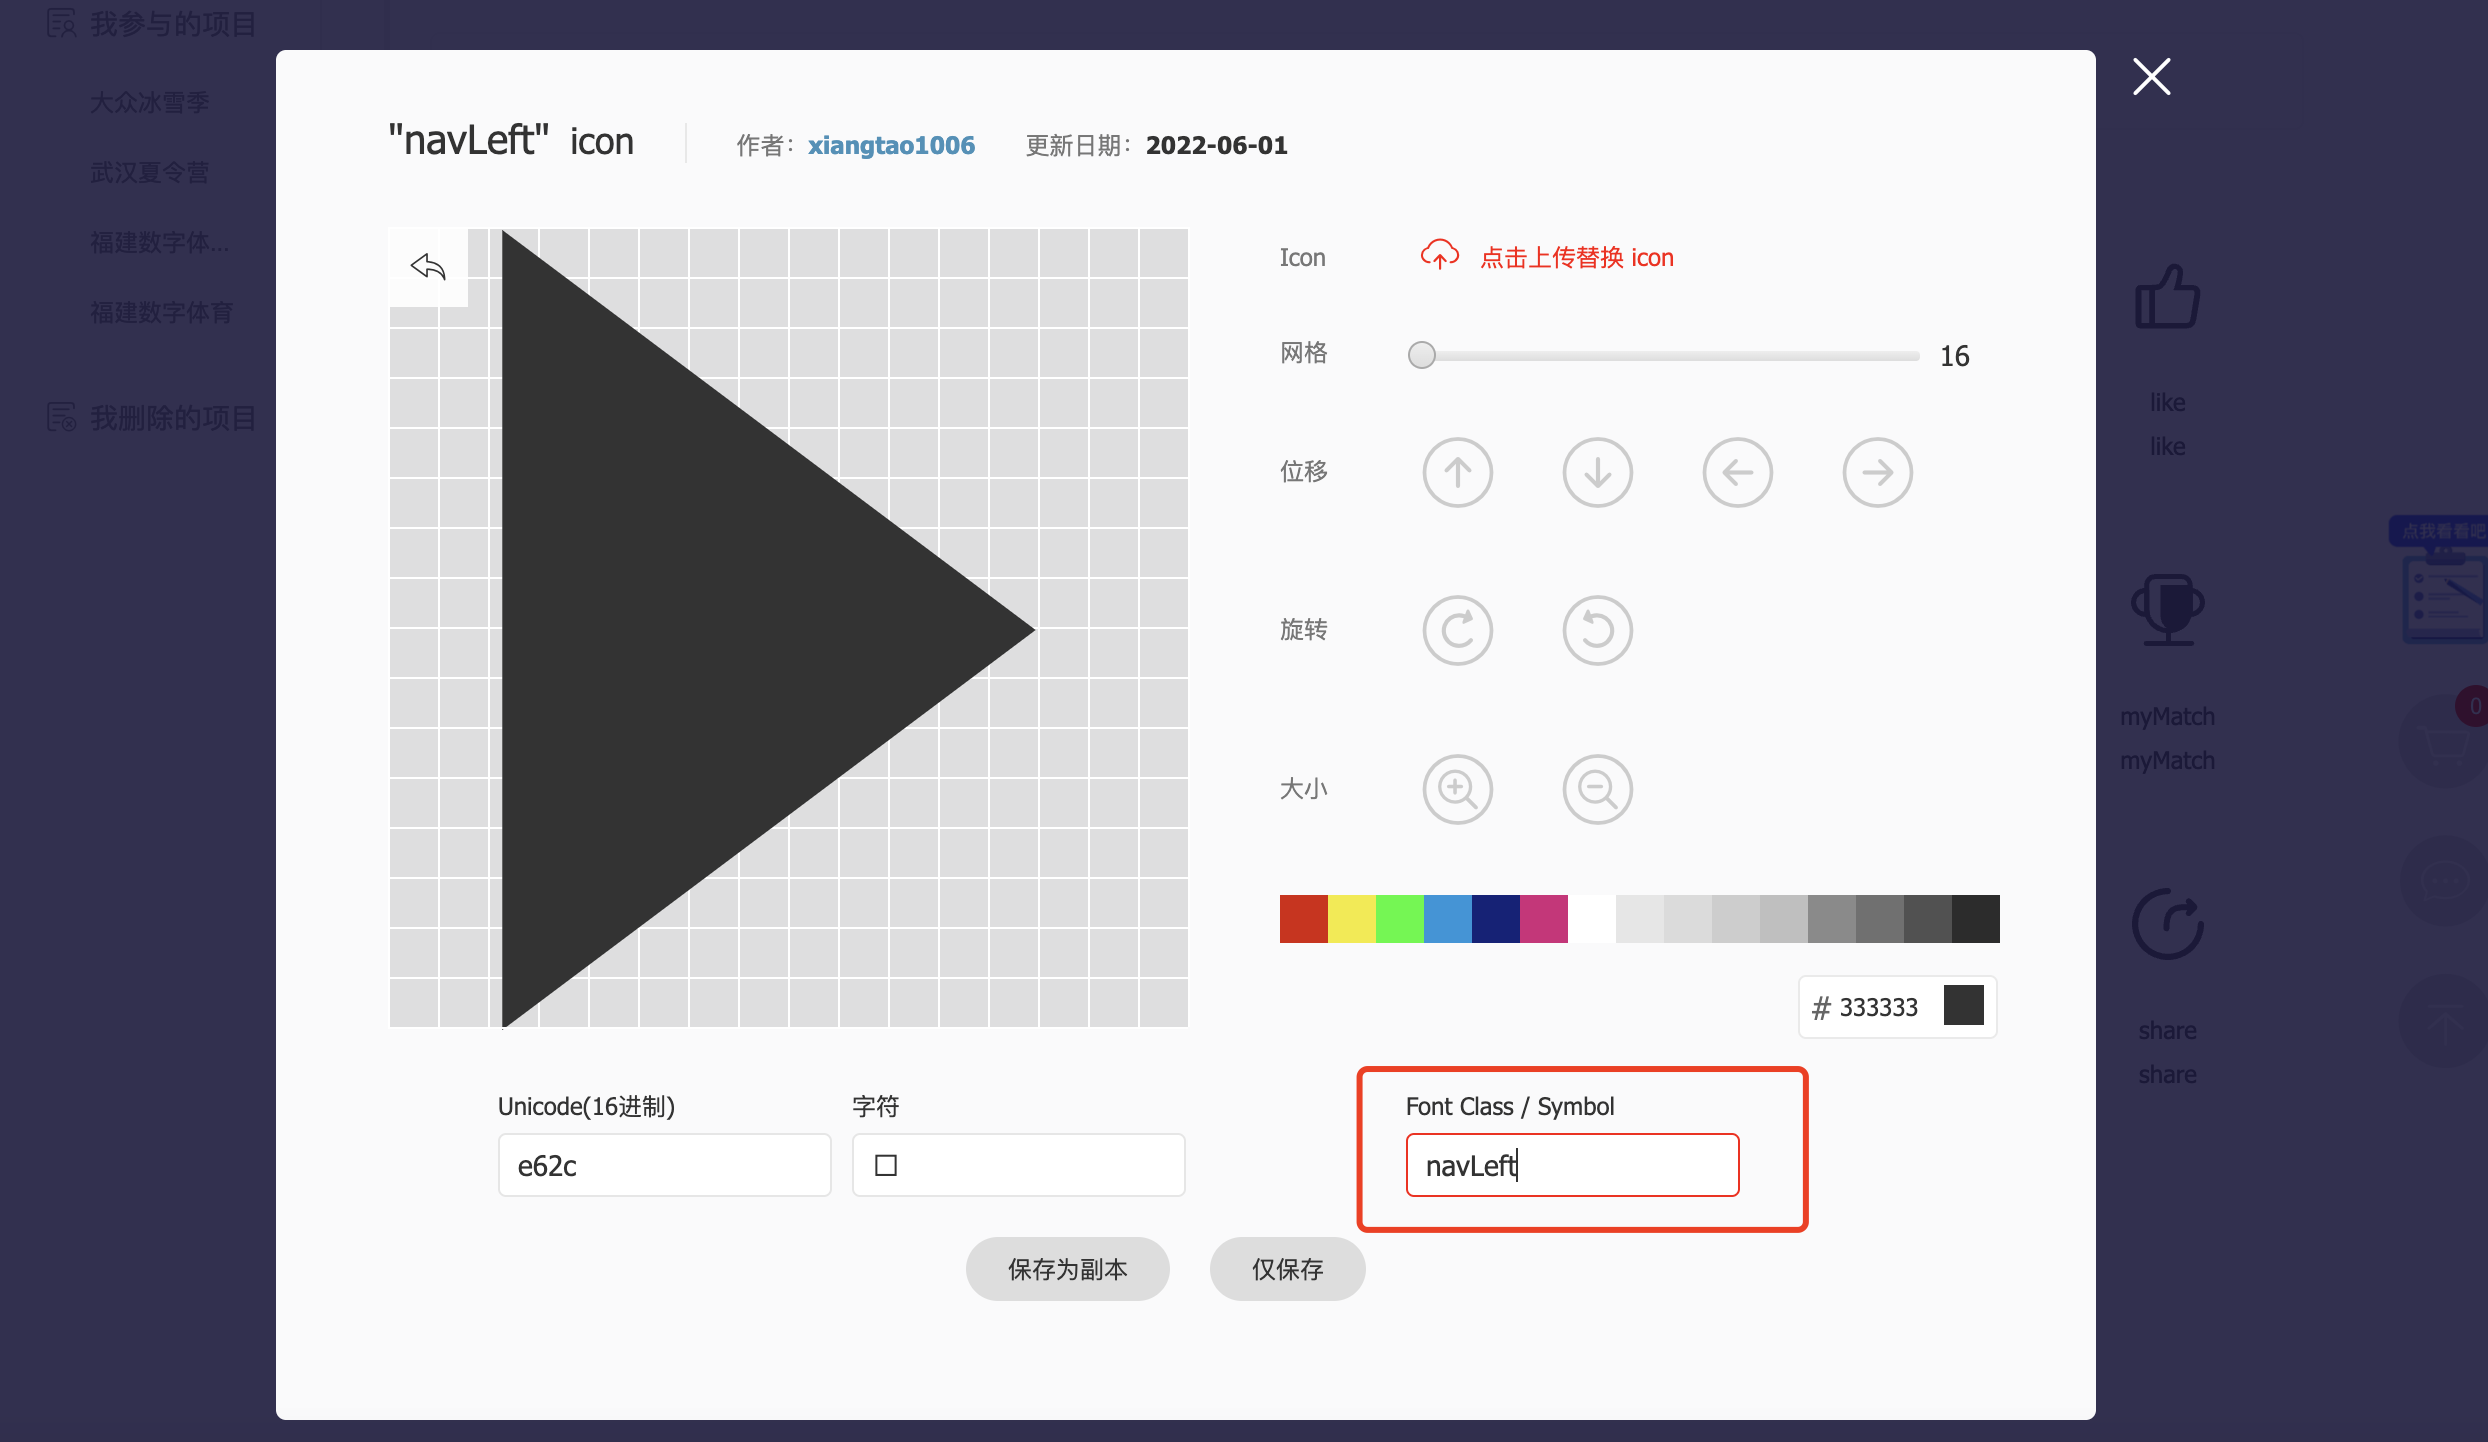 我参与的项目
大众冰雪季
武汉夏令营
福建数字体...
福建数字体育
我删除的项目
"navLeft" icon
作者：xiangtao1006
更新日期：2022-06-01
Icon
点击上传替换 icon
网格
16
位移
旋转
大小
# 333333
Unicode(16进制)
e62c
字符
Font Class / Symbol
navLeft
保存为副本
仅保存
like
like
myMatch
myMatch
share
share
点我看看吧
0